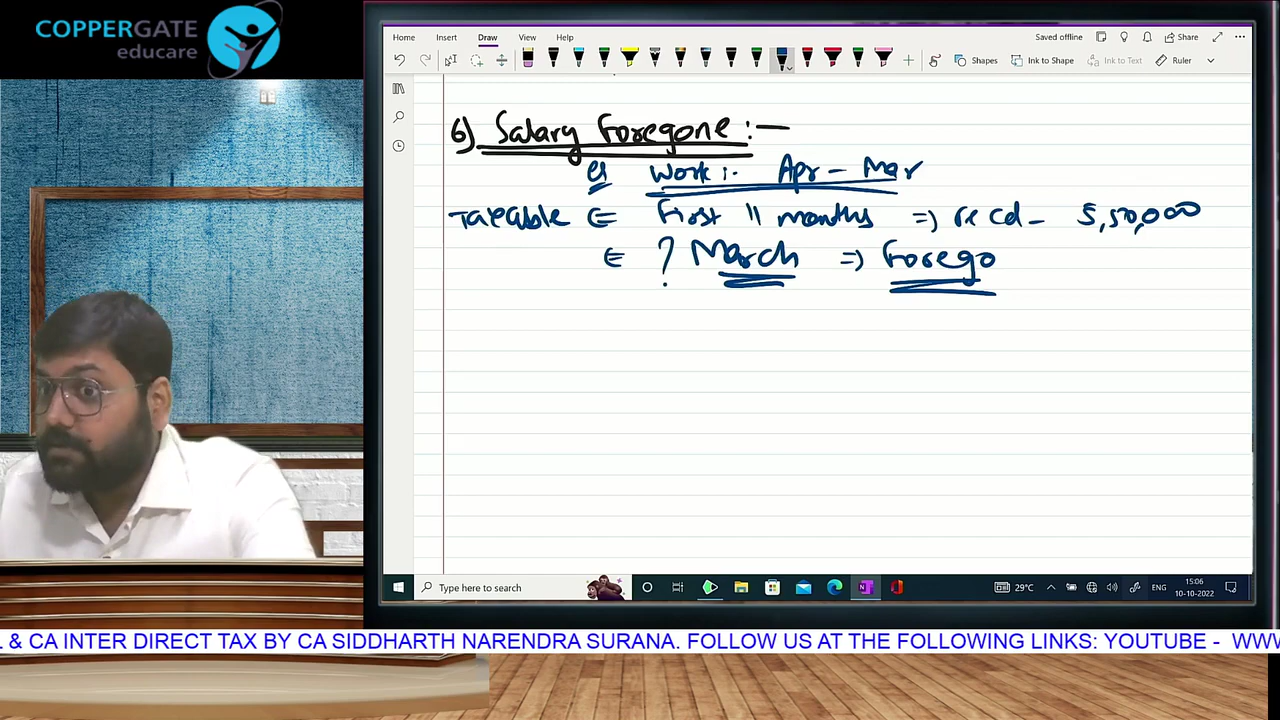 COPPERGATE
educare
Home Insert Draw View Help
Saved offline
Share
Shapes
Ink to Shape
Ink to Text
Ruler
6) Salary Foregone :-
eg Work :- Apr - Mar
Taxable ∈ First 11 months => recd - 5,50,000
∈ ? March => Forego
Type here to search
29°C
ENG
15:06
10-10-2022
L & CA INTER DIRECT TAX BY CA SIDDHARTH NARENDRA SURANA. FOLLOW US AT THE FOLLOWING LINKS: YOUTUBE - WWW